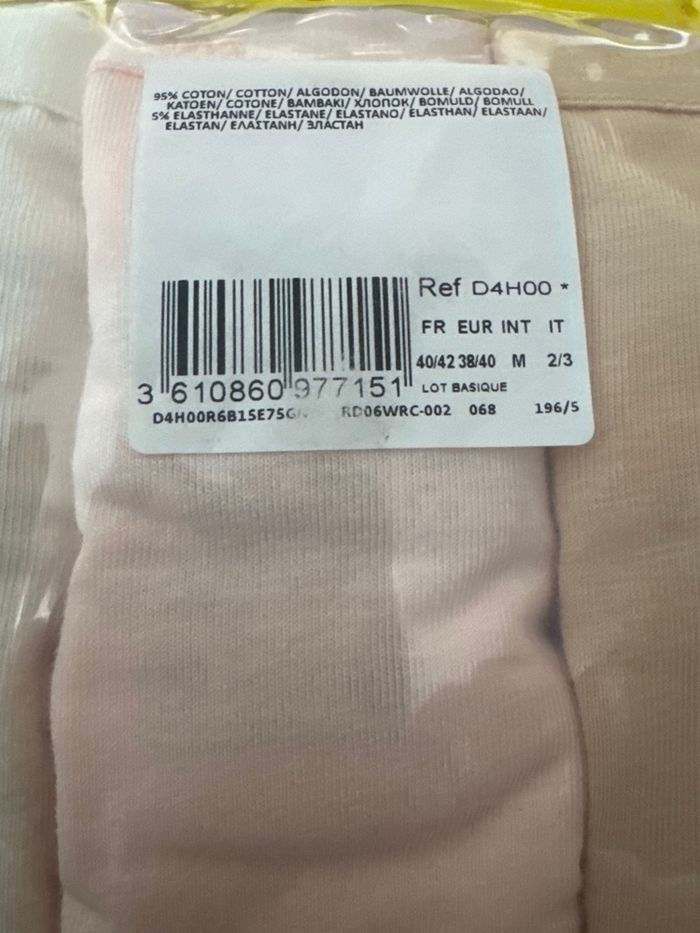 95% COTON/ COTTON/ ALGODON/ BAUMWOLLE/ ALGODAO/
KATOEN/ COTONE/ BAMBAKI/ ХЛОПОК/ BOMULD/ BOMULL
5% ELASTHANNE/ ELASTANE/ ELASTANO/ ELASTHAN/ ELASTAAN/
ELASTAN/ ΕΛΑΣΤΑΝΗ/ ЭЛАСТАН
Ref D4H00 *
FR EUR INT IT
40/42 38/40 M 2/3
LOT BASIQUE
3 610860 977151
RD06WRC-002 068 196/5